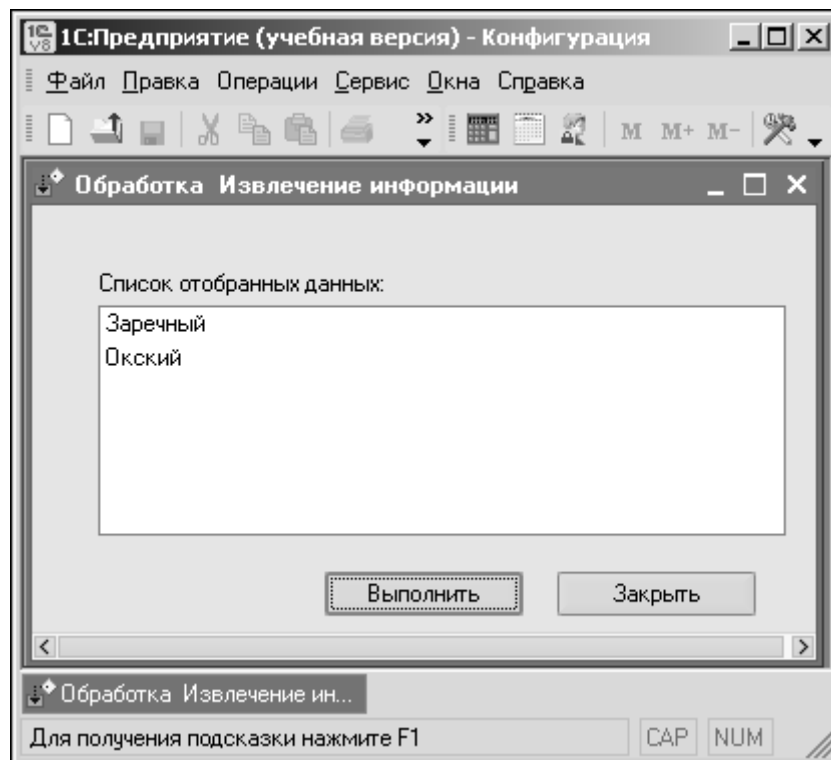 1С:Предприятие (учебная версия) - Конфигурация
Файл Правка Операции Сервис Окна Справка
M M+ M-
Обработка Извлечение информации
Список отобранных данных:
Заречный
Окский
Выполнить Закрыть
Обработка Извлечение ин...
Для получения подсказки нажмите F1 CAP NUM